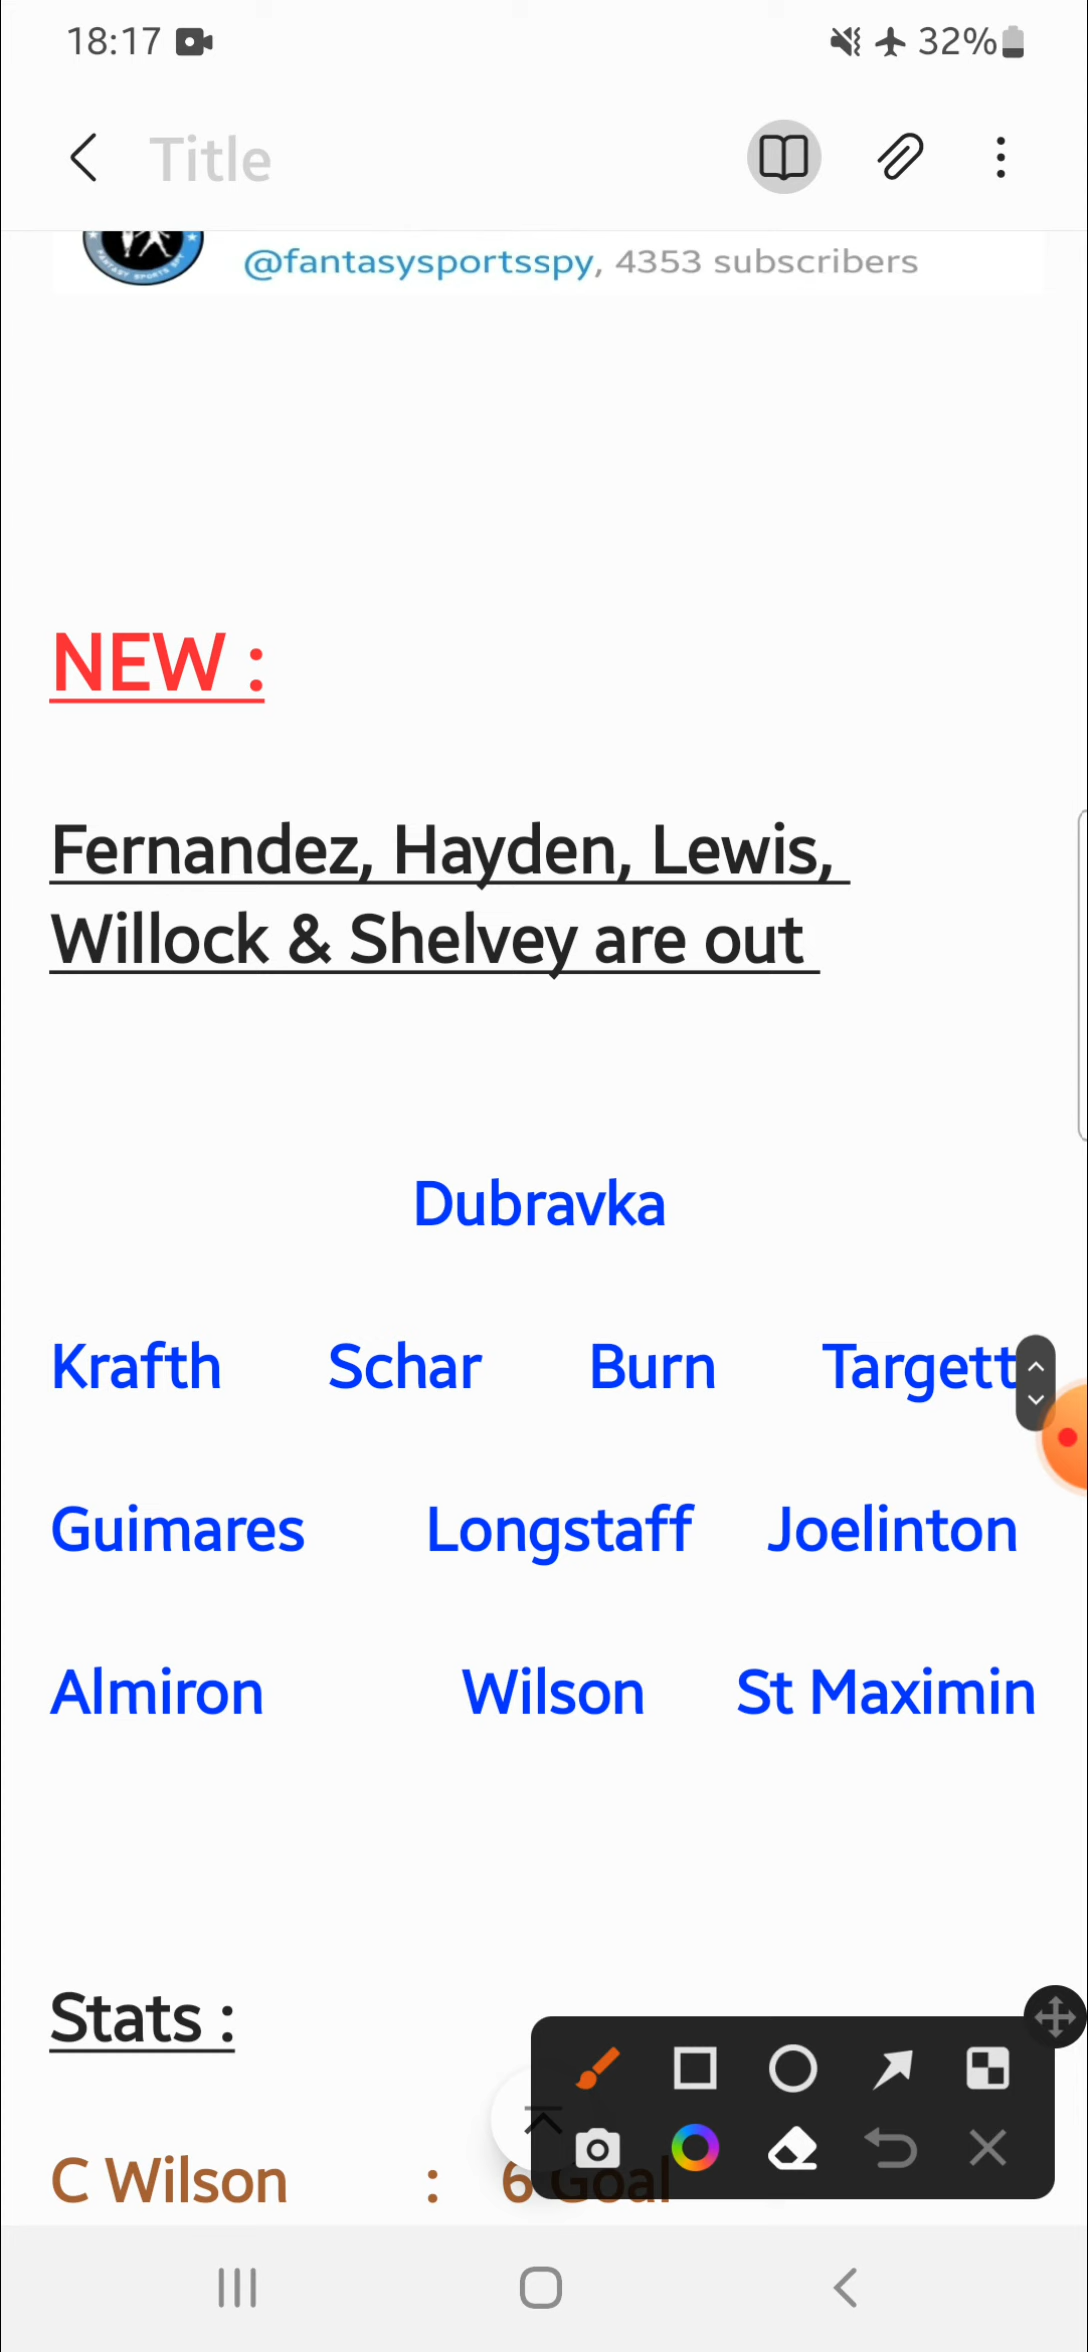 18:17 32%
Title
@fantasysportsspy, 4353 subscribers
NEW :
Fernandez, Hayden, Lewis,
Willock & Shelvey are out
Dubravka
Krafth Schar Burn Targett
Guimares Longstaff Joelinton
Almiron Wilson St Maximin
Stats :
C Wilson : 6 Goal